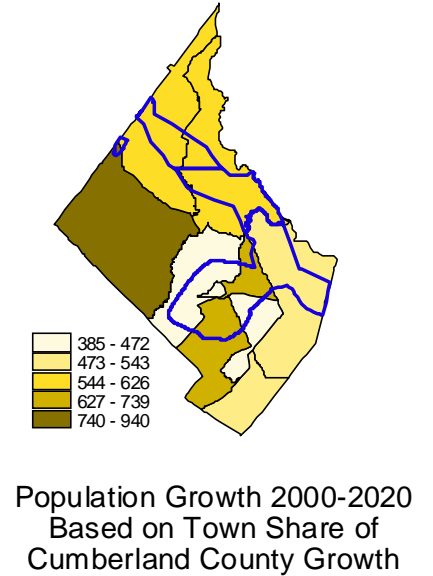 385 - 472
473 - 543
544 - 626
627 - 739
740 - 940
Population Growth 2000-2020
Based on Town Share of
Cumberland County Growth